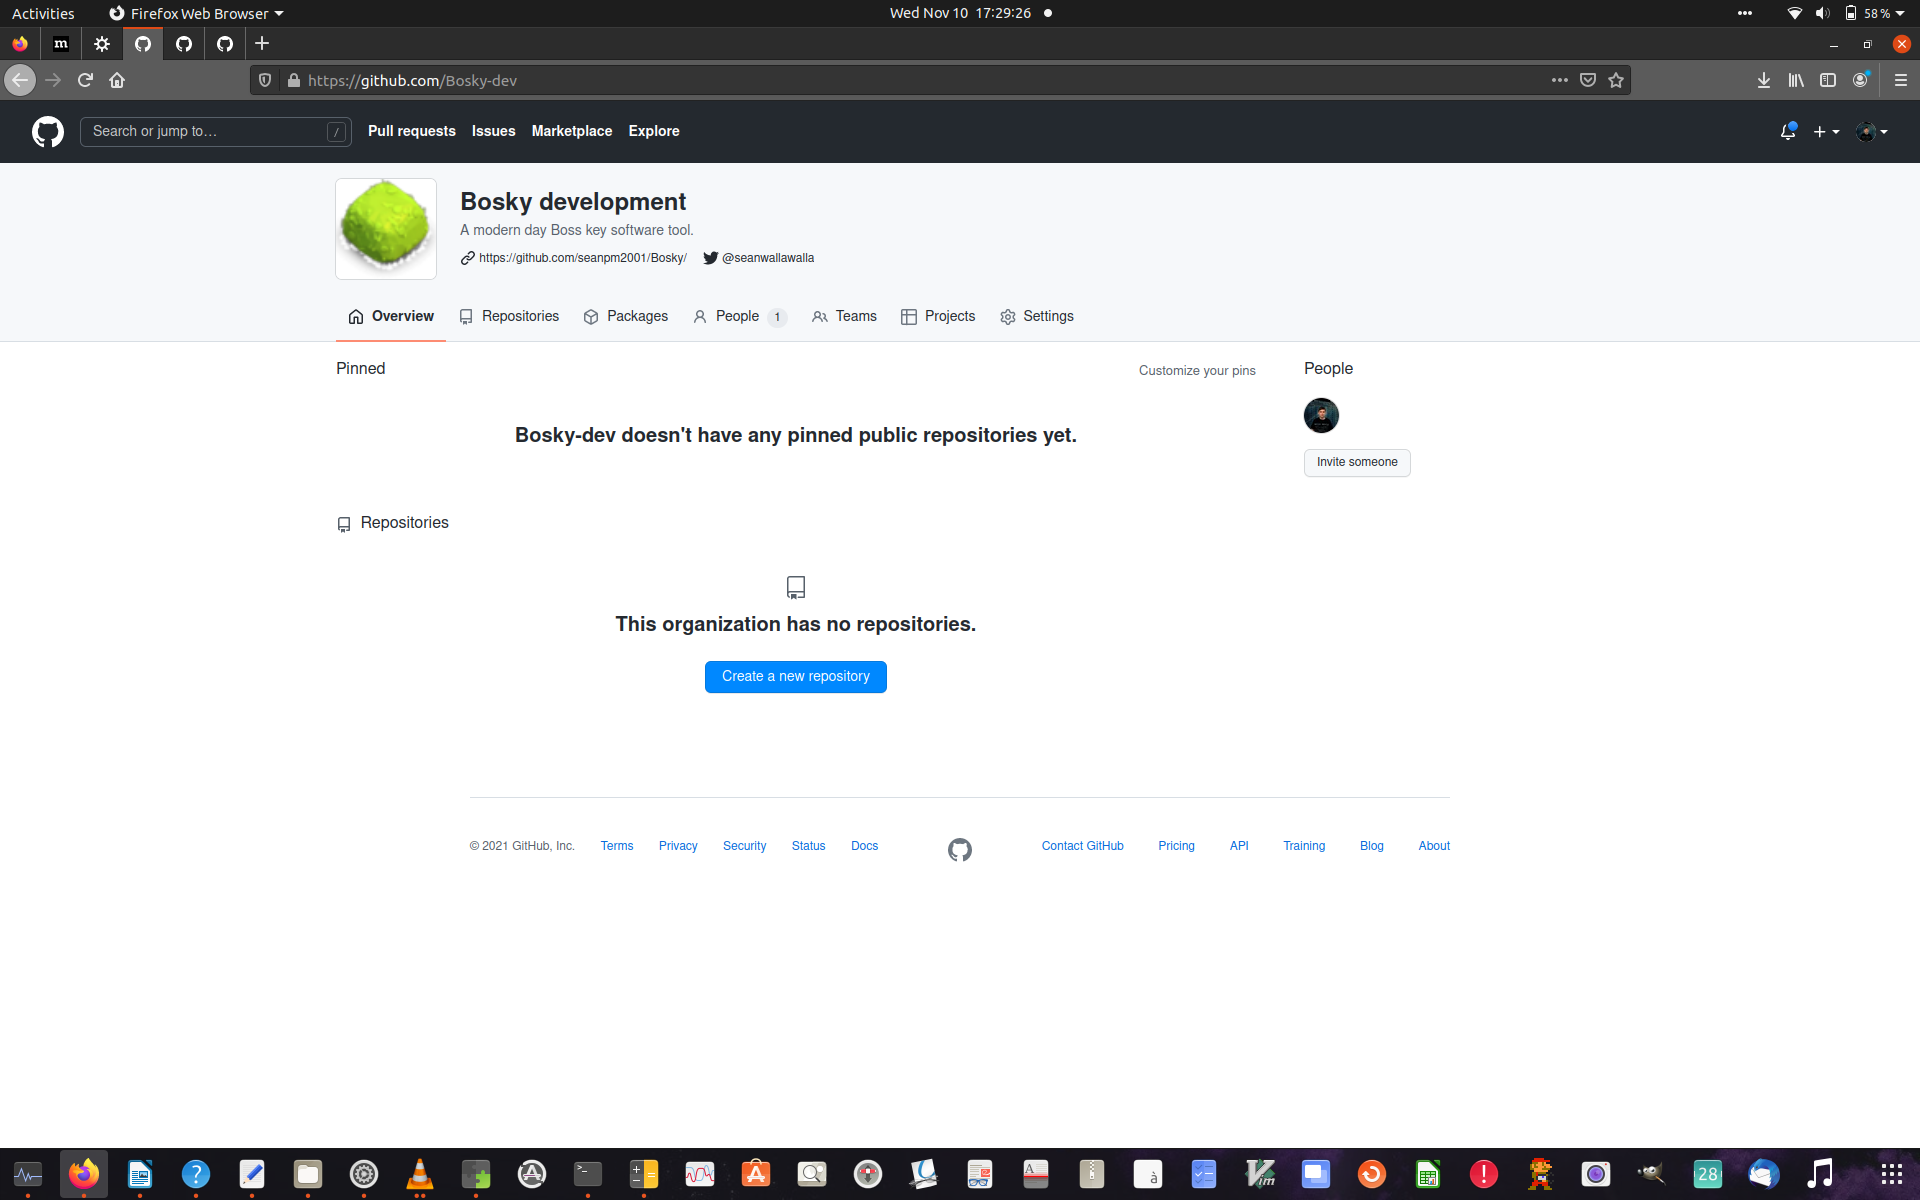 Activities
Firefox Web Browser
Wed Nov 10 17:29:26
58 %
m
https://github.com/Bosky-dev
Search or jump to… /
Pull requests
Issues
Marketplace
Explore
Bosky development
A modern day Boss key software tool.
https://github.com/seanpm2001/Bosky/
@seanwallawalla
Overview
Repositories
Packages
People 1
Teams
Projects
Settings
Pinned
Customize your pins
People
Bosky-dev doesn't have any pinned public repositories yet.
Invite someone
Repositories
This organization has no repositories.
Create a new repository
© 2021 GitHub, Inc.
Terms
Privacy
Security
Status
Docs
Contact GitHub
Pricing
API
Training
Blog
About
?
>_
A
à
Vim
!
28